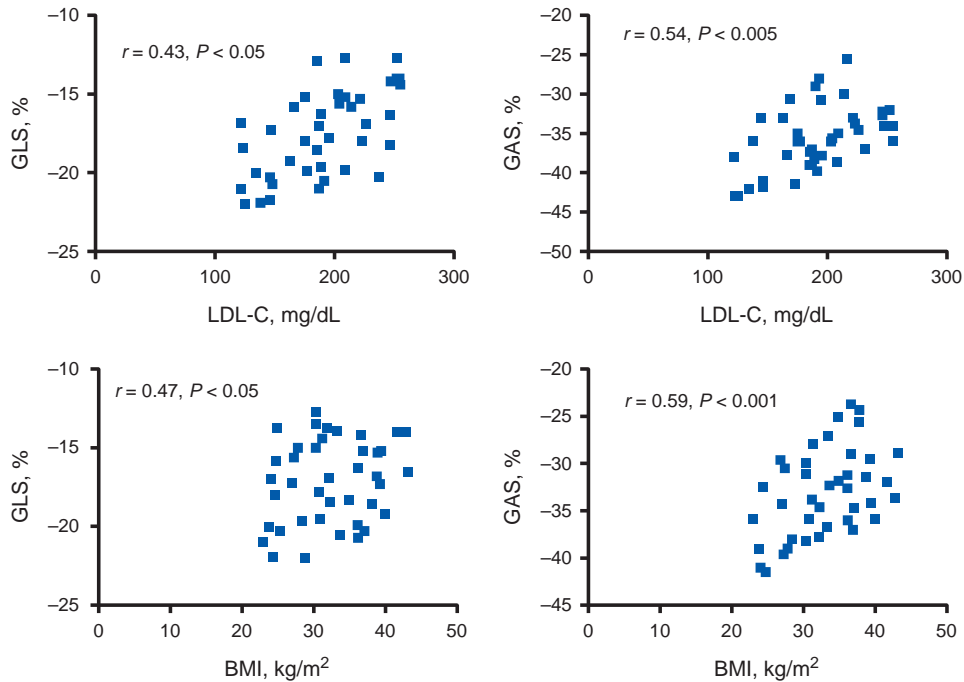 –10
r = 0.43, P < 0.05
–15
GLS, %
–20
–25
0 100 200 300
LDL-C, mg/dL
–20
r = 0.54, P < 0.005
–25
–30
–35
GAS, %
–40
–45
–50
0 100 200 300
LDL-C, mg/dL
–10
r = 0.47, P < 0.05
–15
GLS, %
–20
–25
0 10 20 30 40 50
BMI, kg/m²
–20
r = 0.59, P < 0.001
–25
–30
GAS, %
–35
–40
–45
0 10 20 30 40 50
BMI, kg/m²